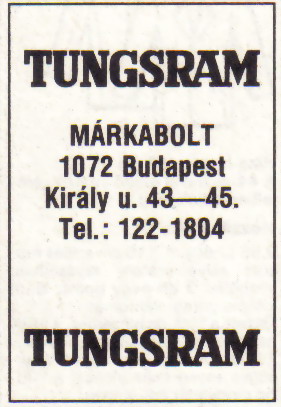 TUNGSRAM
MÁRKABOLT
1072 Budapest
Király u. 43—45.
Tel.: 122-1804
TUNGSRAM